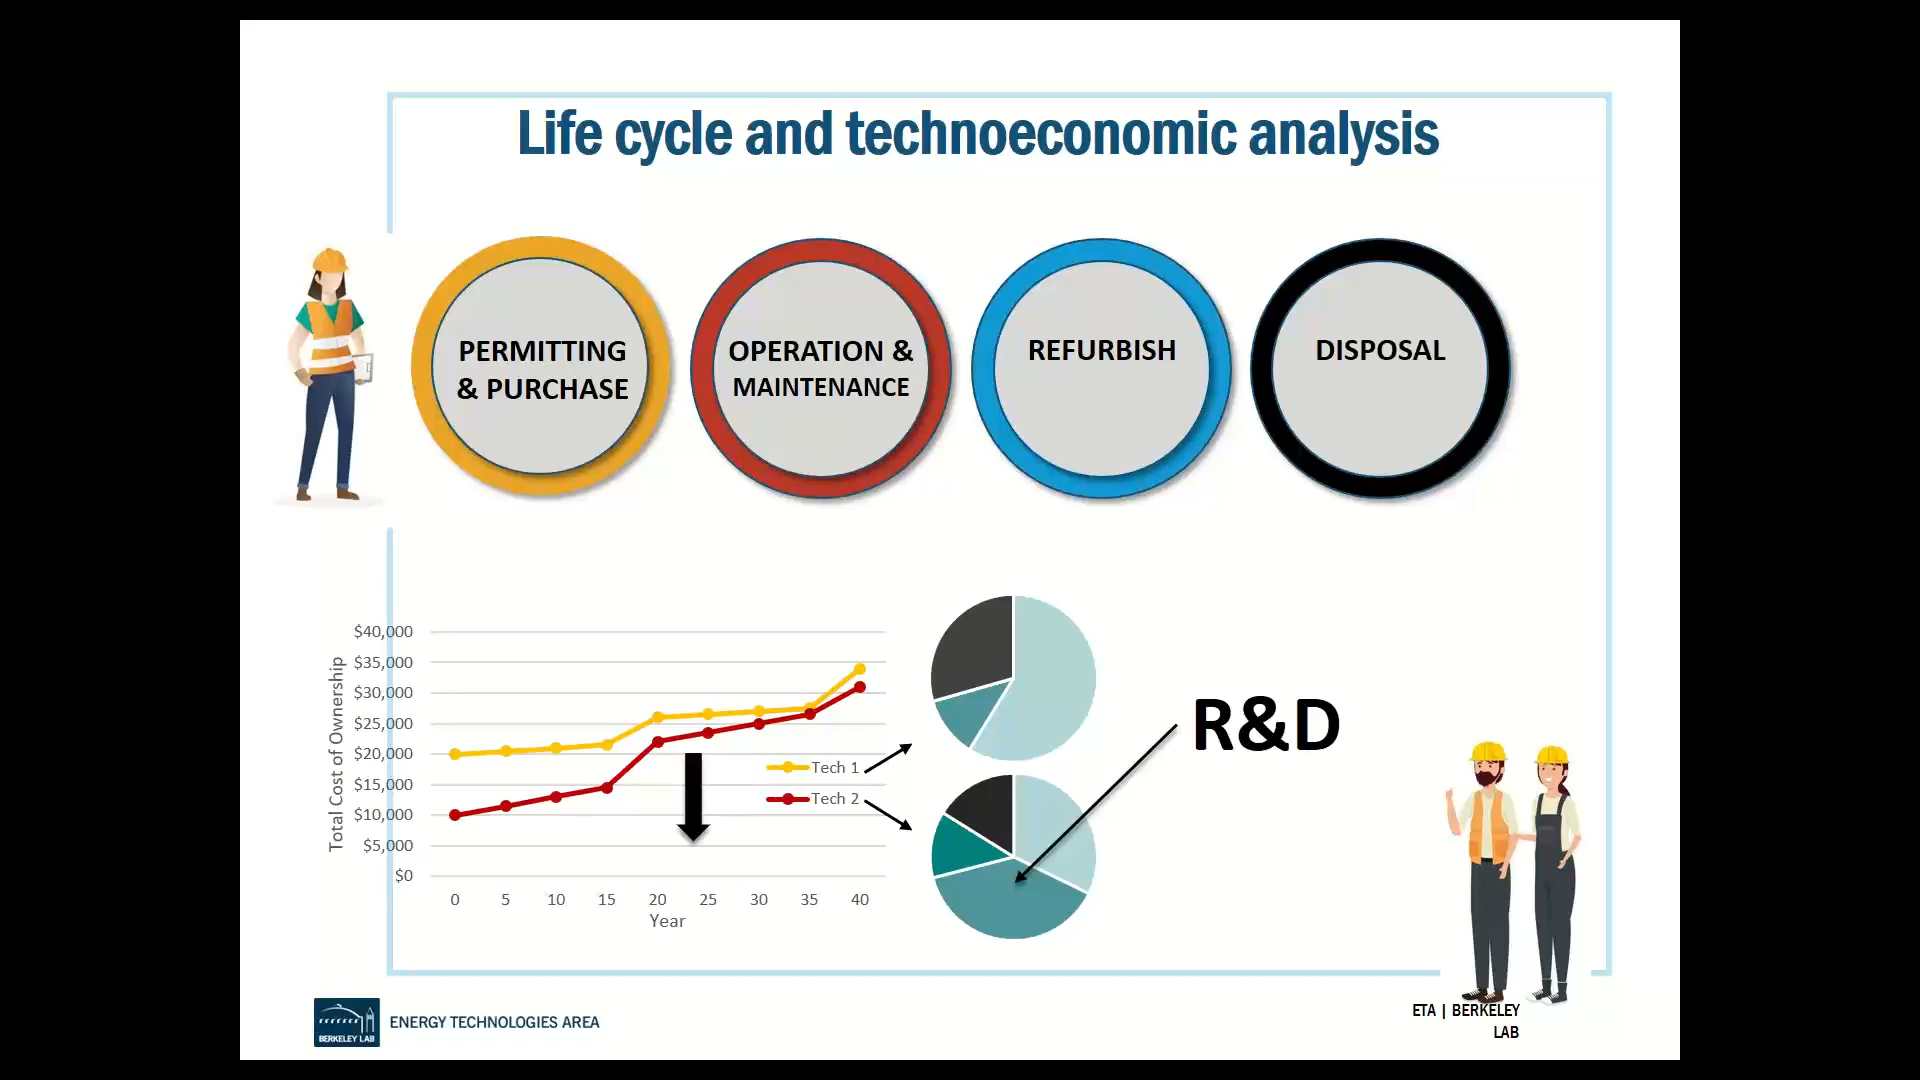 Life cycle and technoeconomic analysis
PERMITTING
& PURCHASE
OPERATION &
MAINTENANCE
REFURBISH
DISPOSAL
$40,000
$35,000
$30,000
$25,000
$20,000
$15,000
$10,000
$5,000
$0
Total Cost of Ownership
0 5 10 15 20 25 30 35 40
Year
Tech 1
Tech 2
R&D
BERKELEY LAB
ENERGY TECHNOLOGIES AREA
ETA | BERKELEY
LAB